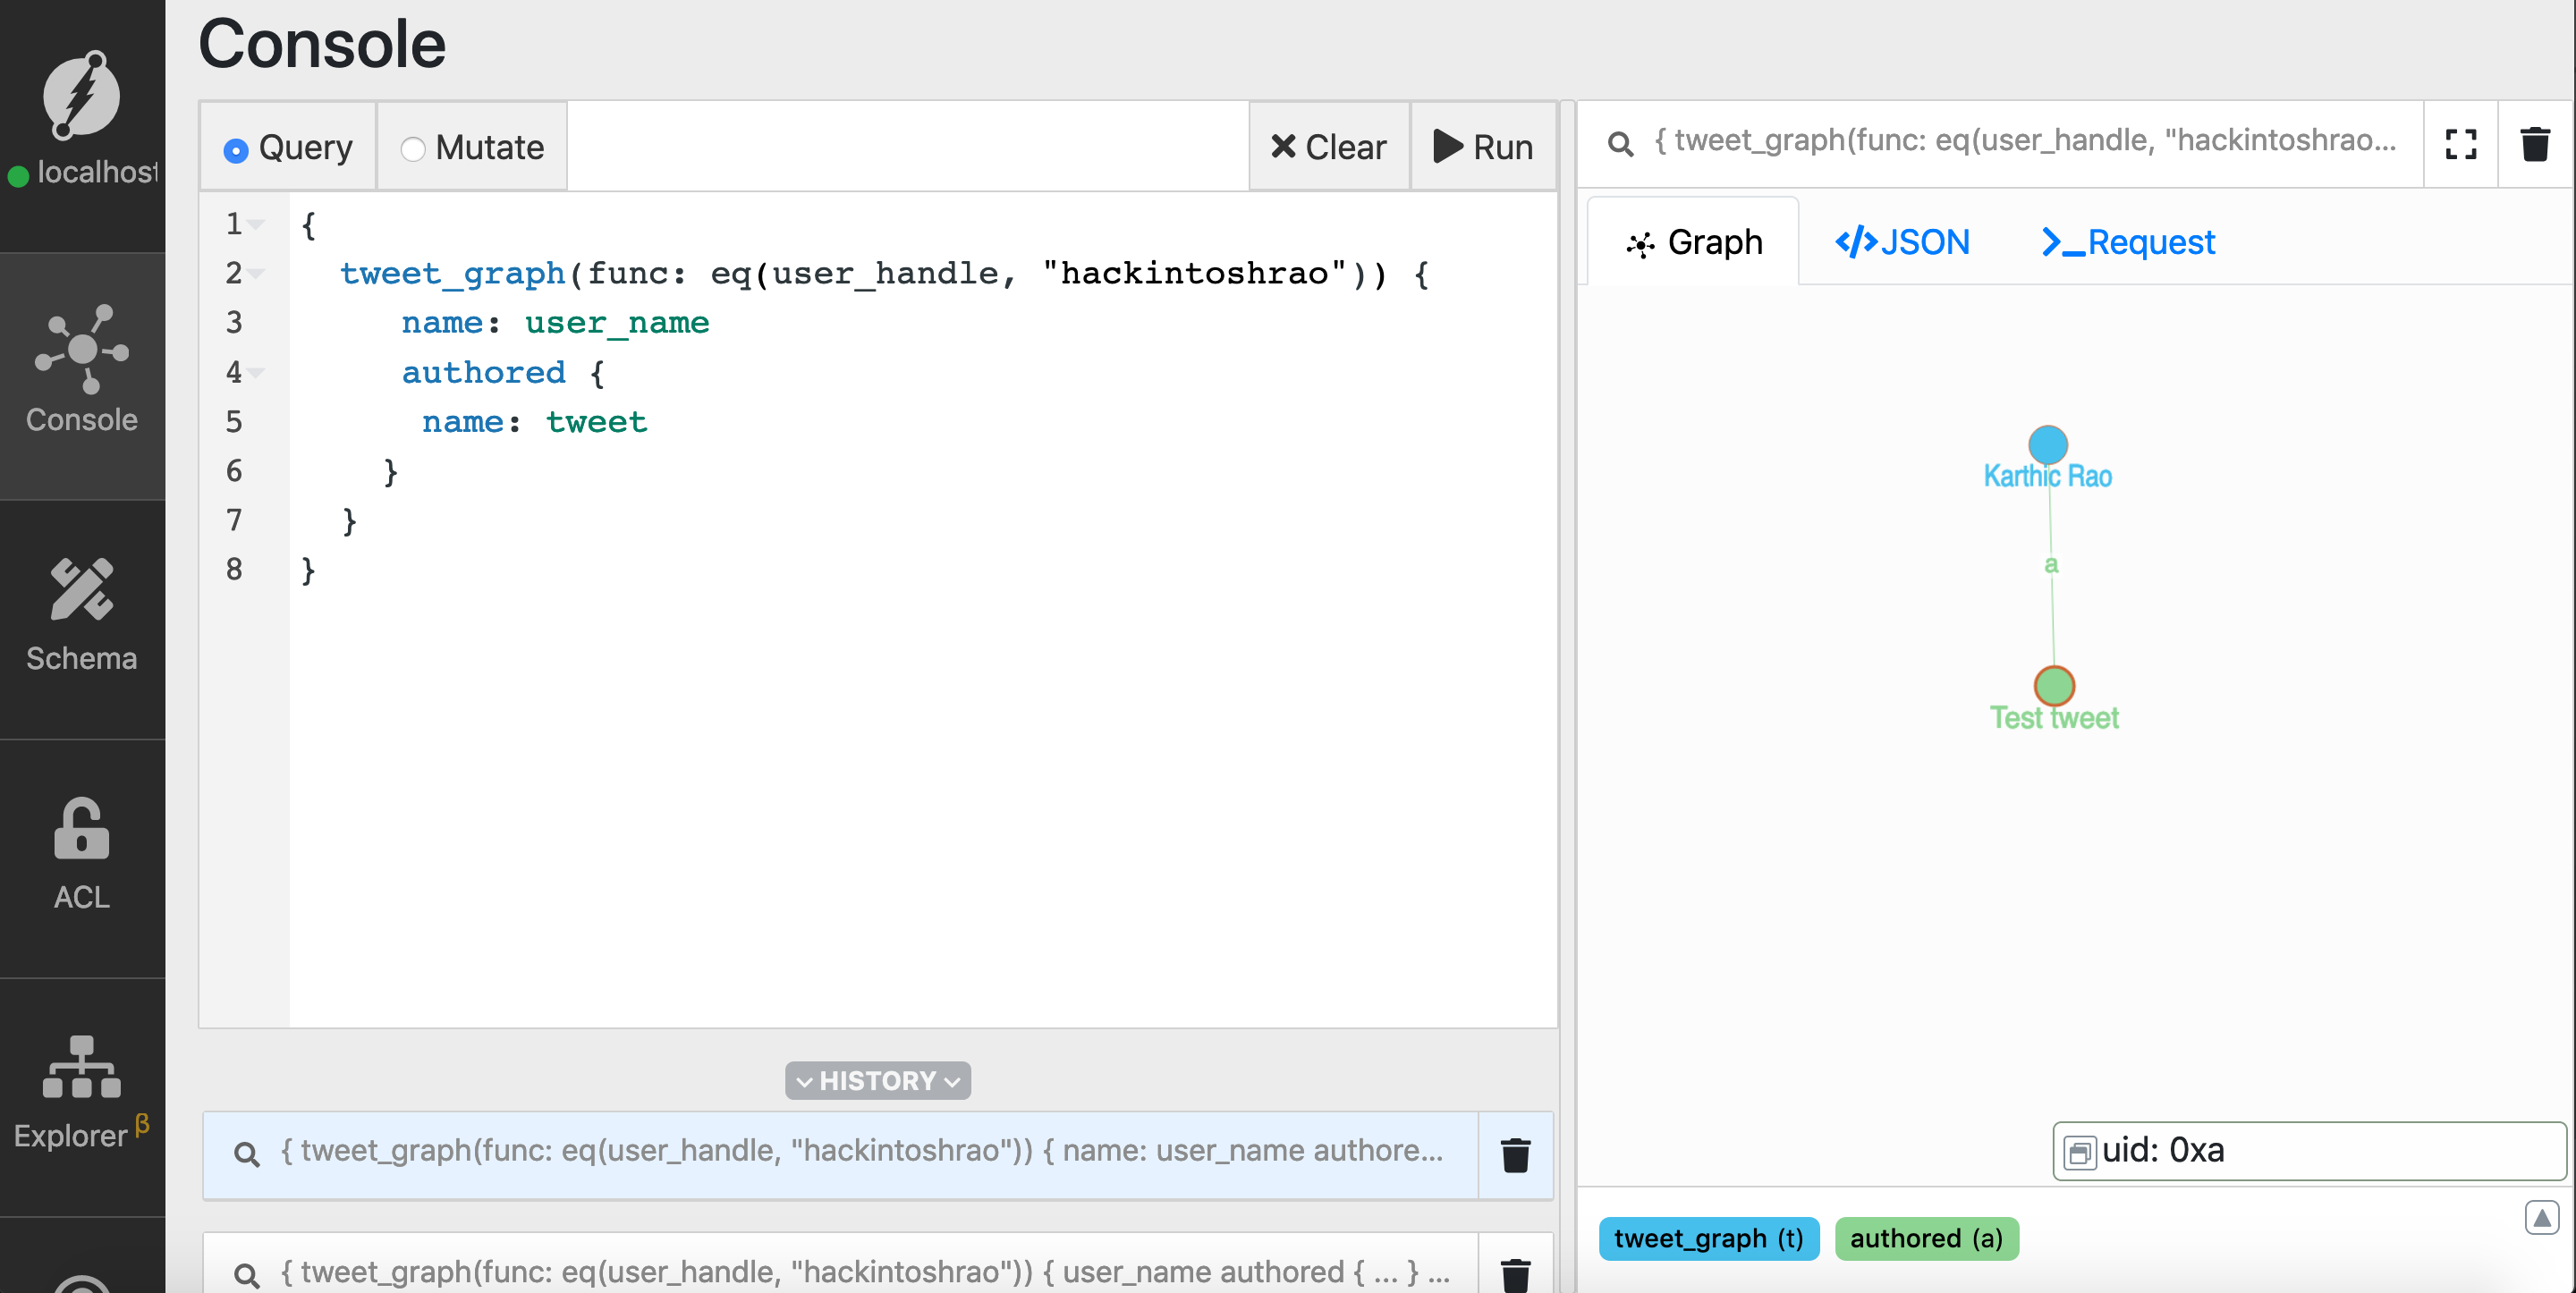 Console
localhost
Console
Schema
ACL
Explorer β
Query
Mutate
Clear
Run
1 {
2 tweet_graph(func: eq(user_handle, "hackintoshrao")) {
3 name: user_name
4 authored {
5 name: tweet
6 }
7 }
8 }
HISTORY
{ tweet_graph(func: eq(user_handle, "hackintoshrao")) { name: user_name authore...
{ tweet_graph(func: eq(user_handle, "hackintoshrao")) { user_name authored { ... } ...
{ tweet_graph(func: eq(user_handle, "hackintoshrao...
Graph
</>JSON
>_Request
Karthic Rao
a
Test tweet
uid: 0xa
tweet_graph (t)
authored (a)